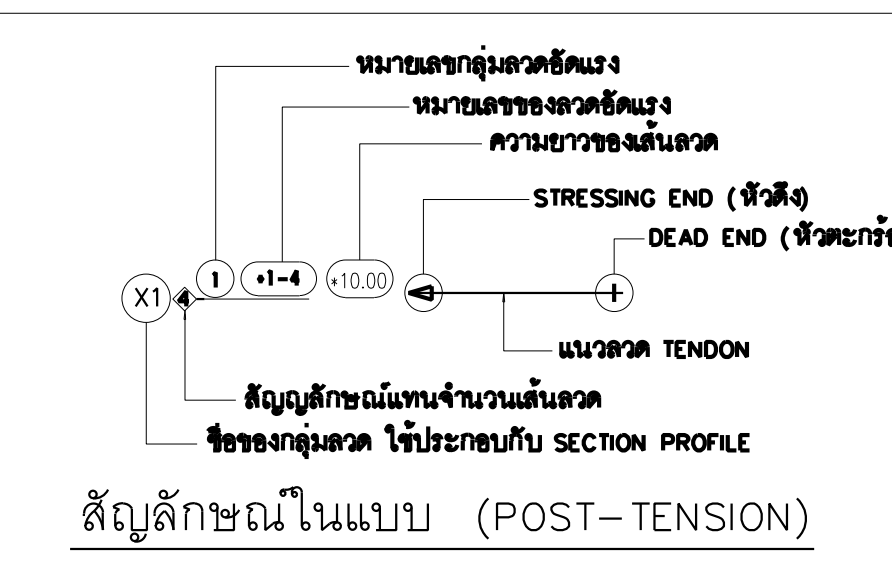 หมายเลขกลุ่มลวดอัดแรง
หมายเลขของลวดอัดแรง
ความยาวของเส้นลวด
STRESSING END (หัวดึง)
DEAD END (หัวตะกร้อ
X1 4 1 *1-4 *10.00
แนวลวด TENDON
สัญญลักษณ์แทนจำนวนเส้นลวด
ชื่อของกลุ่มลวด ใช้ประกอบกับ SECTION PROFILE
สัญลักษณ์ในแบบ (POST-TENSION)